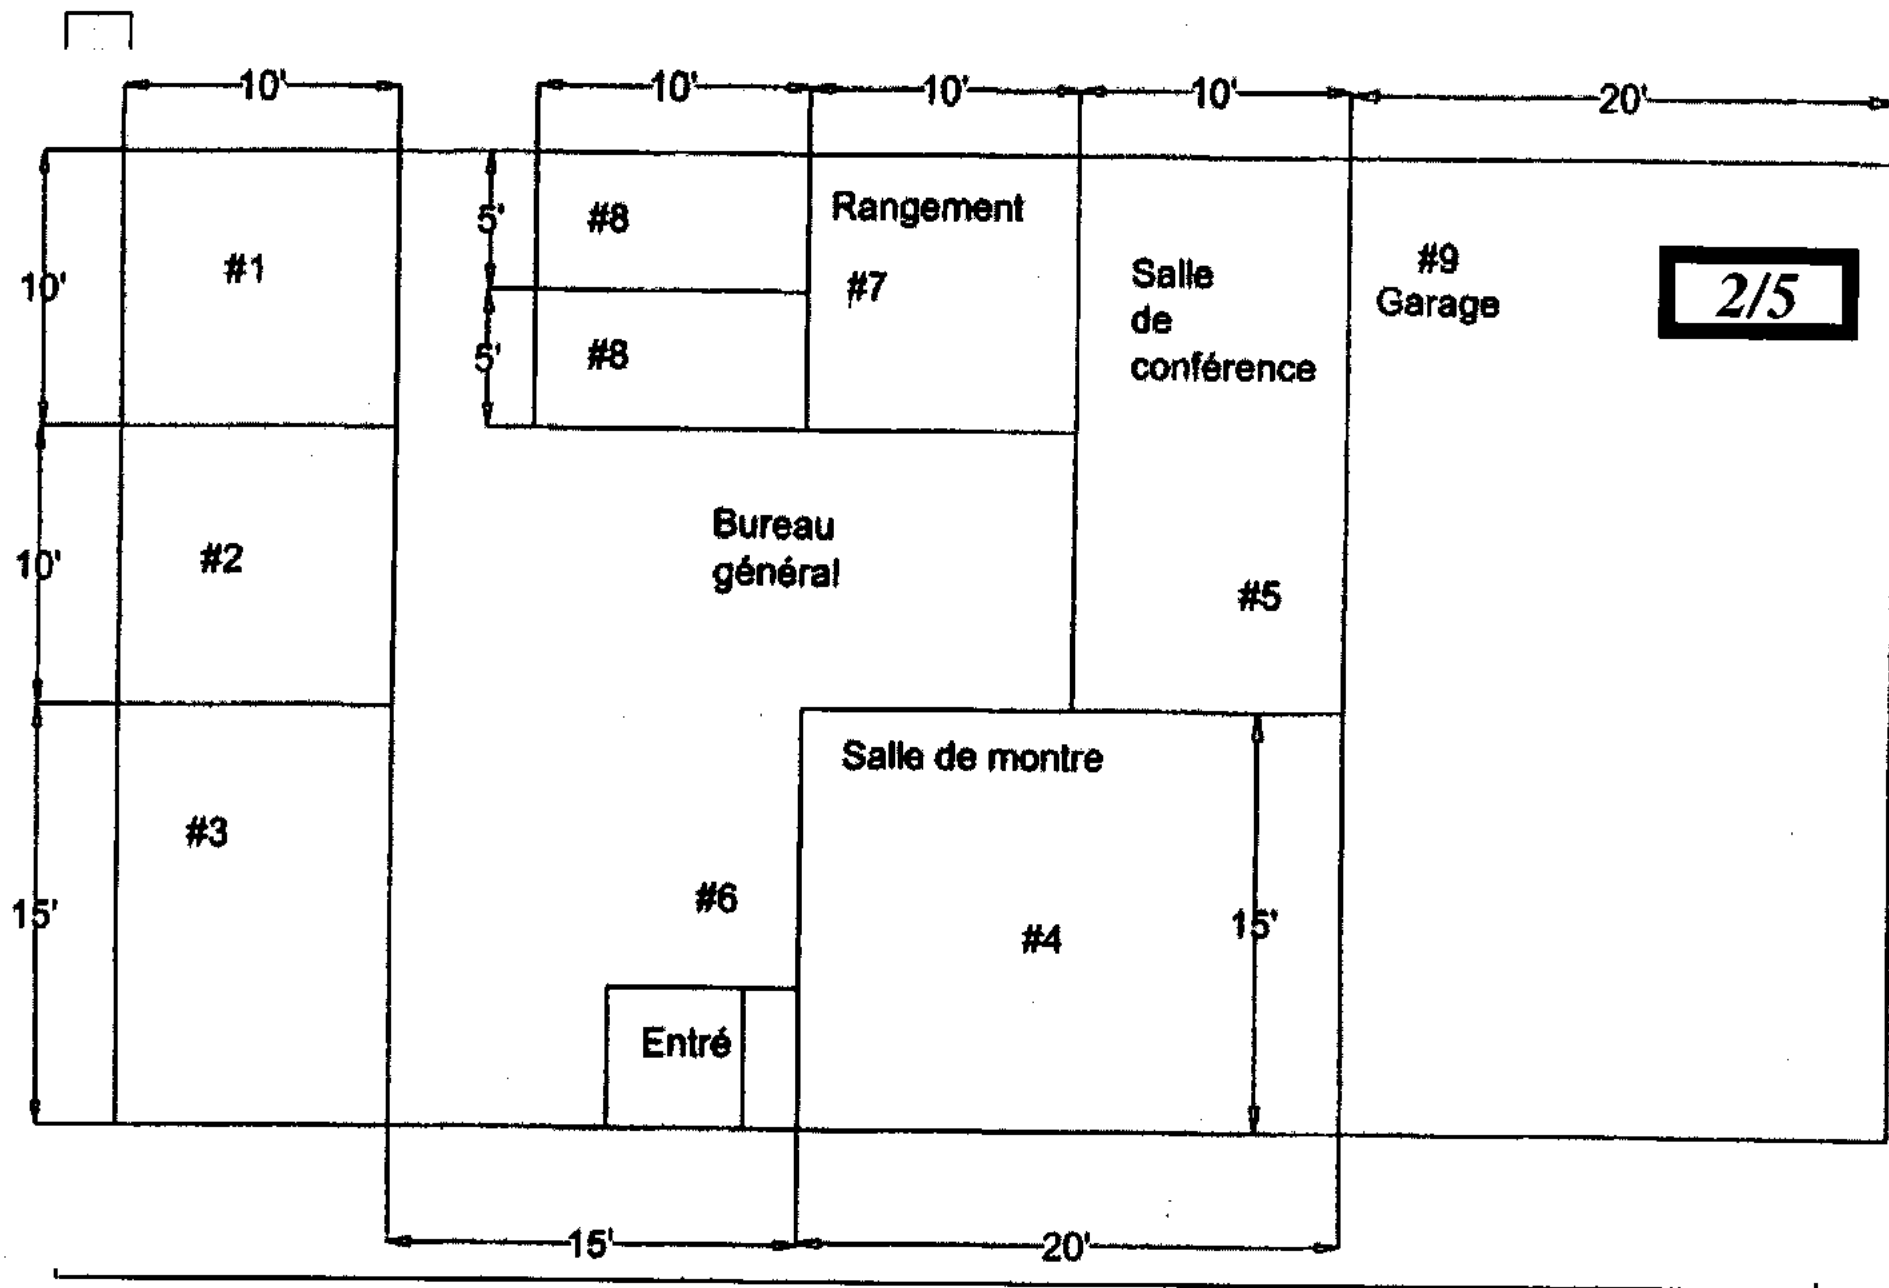 10'
10'
10'
10'
20'
10'
5'
#8
Rangement
#1
#7
Salle
de
conférence
#9
Garage
2/5
5'
#8
10'
#2
Bureau
général
#5
Salle de montre
#3
15'
#6
#4
15'
Entré
15'
20'